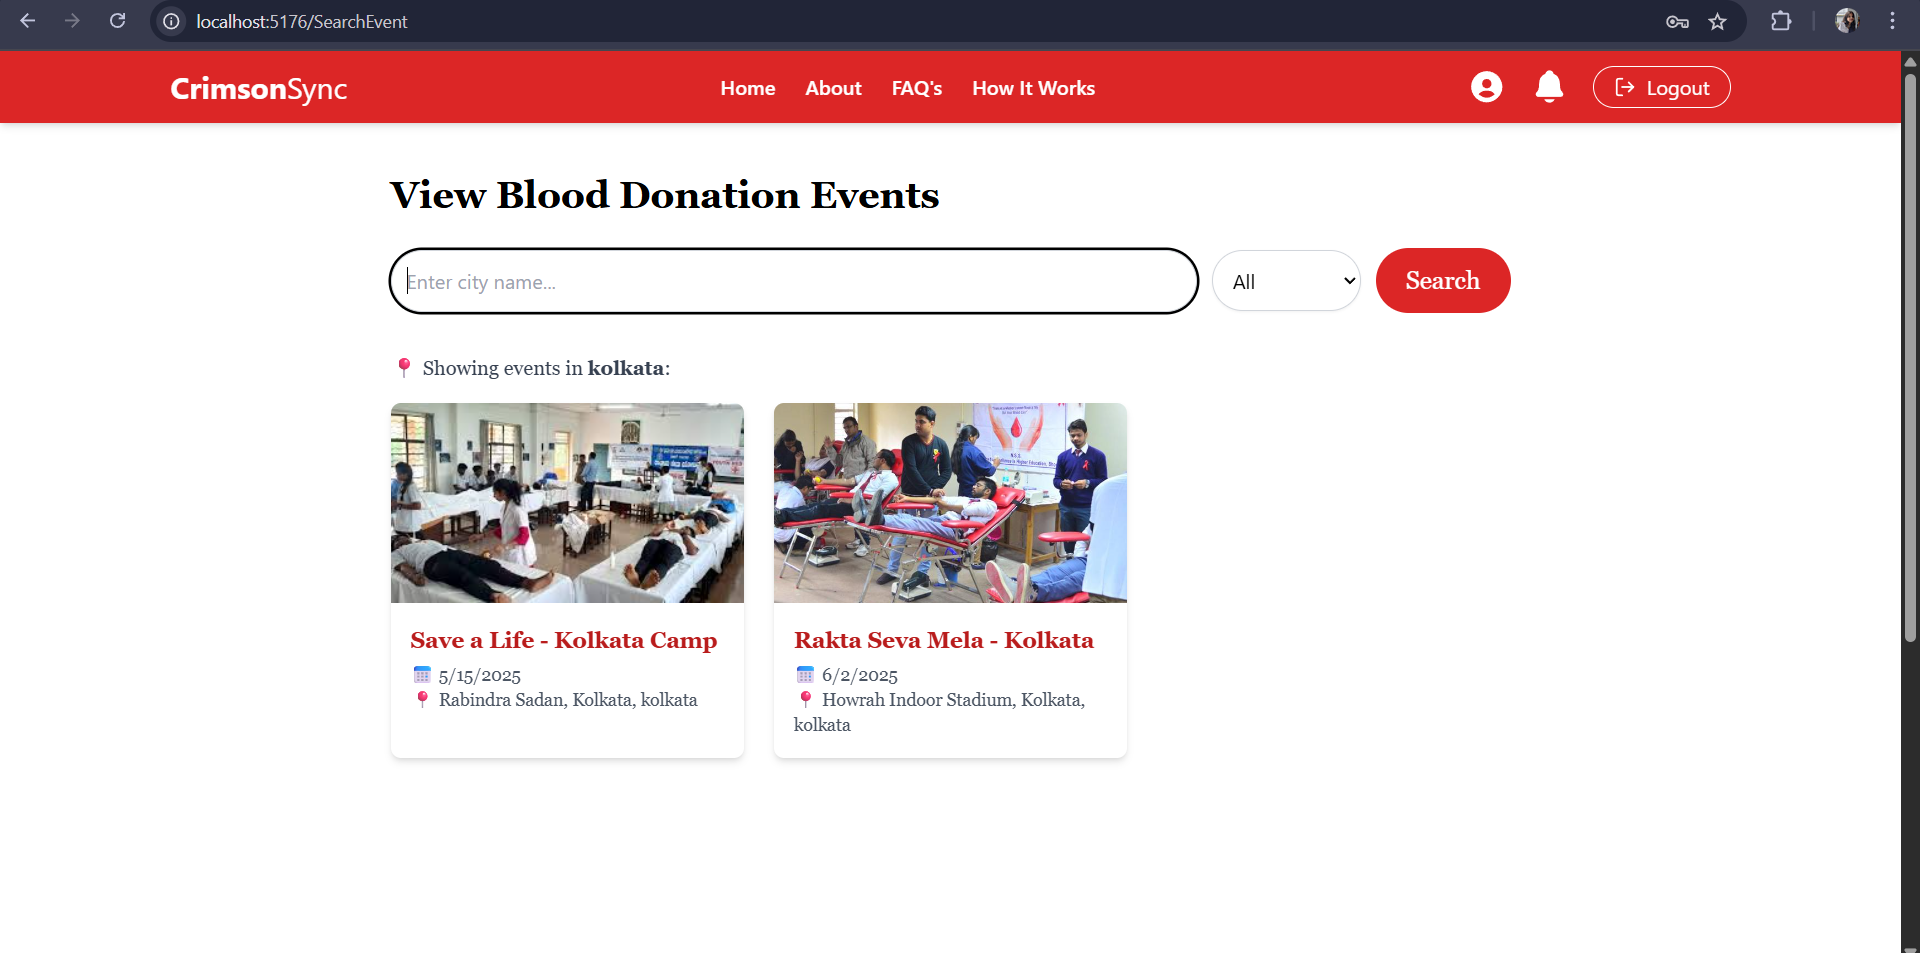 localhost:5176/SearchEvent
CrimsonSync
Home About FAQ's How It Works
Logout
View Blood Donation Events
Enter city name...
All
Search
Showing events in kolkata:
Save a Life - Kolkata Camp
5/15/2025
Rabindra Sadan, Kolkata, kolkata
Rakta Seva Mela - Kolkata
6/2/2025
Howrah Indoor Stadium, Kolkata,
kolkata